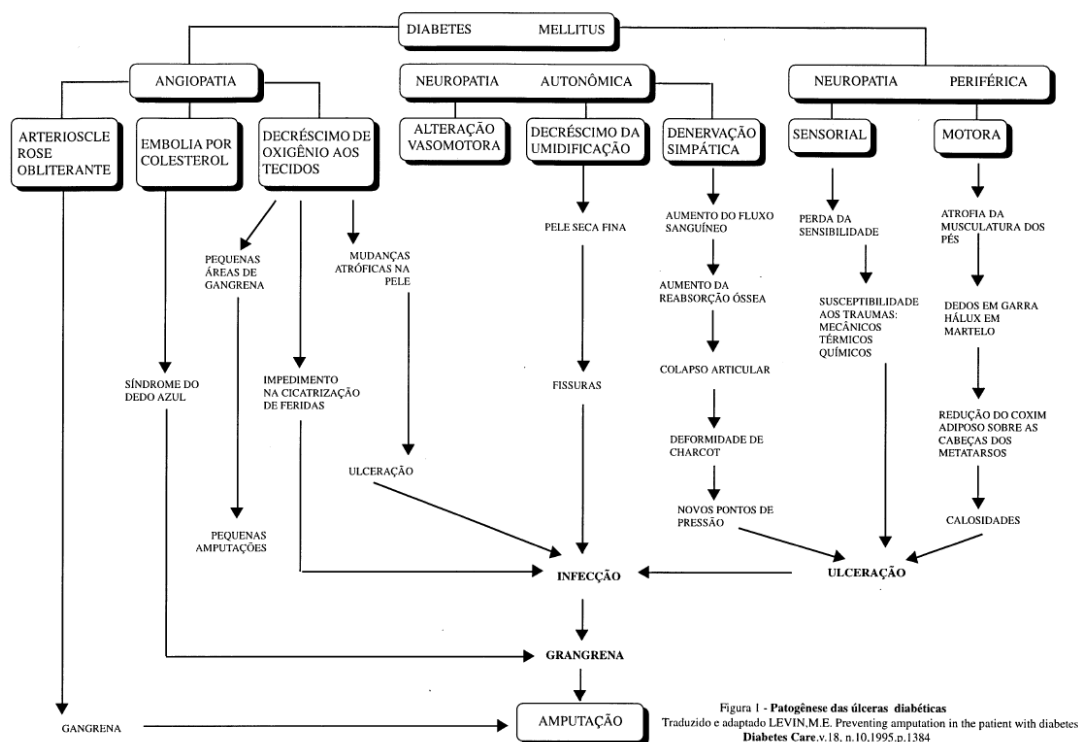 DIABETES MELLITUS
ANGIOPATIA
NEUROPATIA AUTONÔMICA
NEUROPATIA PERIFÉRICA
ARTERIOSCLE
ROSE
OBLITERANTE
EMBOLIA POR
COLESTEROL
DECRÉSCIMO DE
OXIGÊNIO AOS
TECIDOS
ALTERAÇÃO
VASOMOTORA
DECRÉSCIMO DA
UMIDIFICAÇÃO
DENERVAÇÃO
SIMPÁTICA
SENSORIAL
MOTORA
PEQUENAS
ÁREAS DE
GANGRENA
MUDANÇAS
ATRÓFICAS NA
PELE
PELE SECA FINA
AUMENTO DO FLUXO
SANGUÍNEO
PERDA DA
SENSIBILIDADE
ATROFIA DA
MUSCULATURA DOS
PÉS
AUMENTO DA
REABSORÇÃO ÓSSEA
SUSCEPTIBILIDADE
AOS TRAUMAS:
MECÂNICOS
TÉRMICOS
QUÍMICOS
DEDOS EM GARRA
HÁLUX EM
MARTELO
SÍNDROME DO
DEDO AZUL
IMPEDIMENTO
NA CICATRIZAÇÃO
DE FERIDAS
FISSURAS
COLAPSO ARTICULAR
REDUÇÃO DO COXIM
ADIPOSO SOBRE AS
CABEÇAS DOS
METATARSOS
ULCERAÇÃO
DEFORMIDADE DE
CHARCOT
PEQUENAS
AMPUTAÇÕES
NOVOS PONTOS DE
PRESSÃO
CALOSIDADES
INFECÇÃO
ULCERAÇÃO
GRANGRENA
GANGRENA
AMPUTAÇÃO
Figura 1 - Patogênese das úlceras diabéticas
Traduzido e adaptado LEVIN,M.E. Preventing amputation in the patient with diabetes
Diabetes Care,v.18, n.10,1995,p.1384